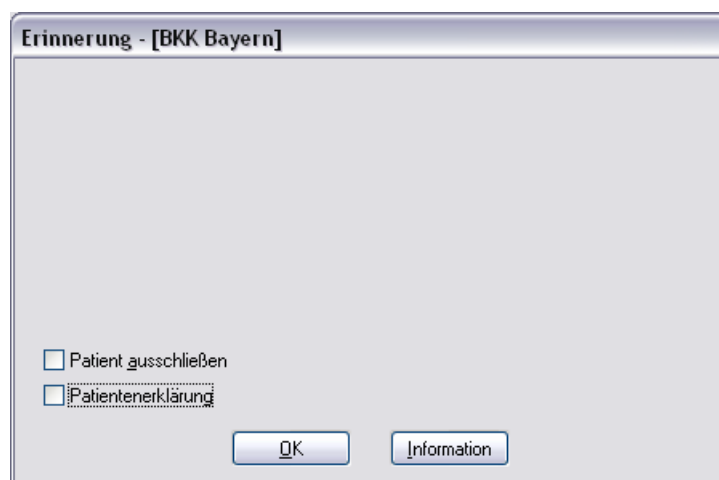 Erinnerung - [BKK Bayern]
Patient ausschließen
Patientenerklärung
OK
Information